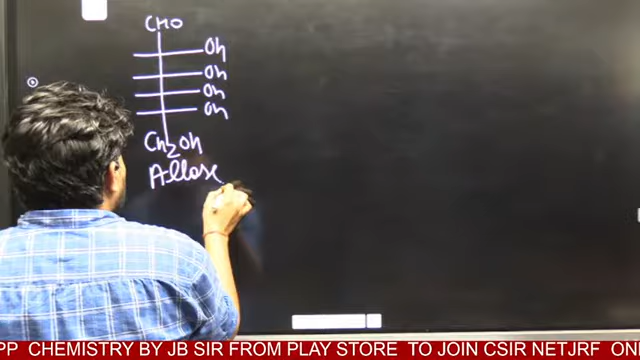 CHO
Oh
Oh
Oh
Oh
Ch2Oh
Allose
PP CHEMISTRY BY JB SIR FROM PLAY STORE TO JOIN CSIR NETJRF ON